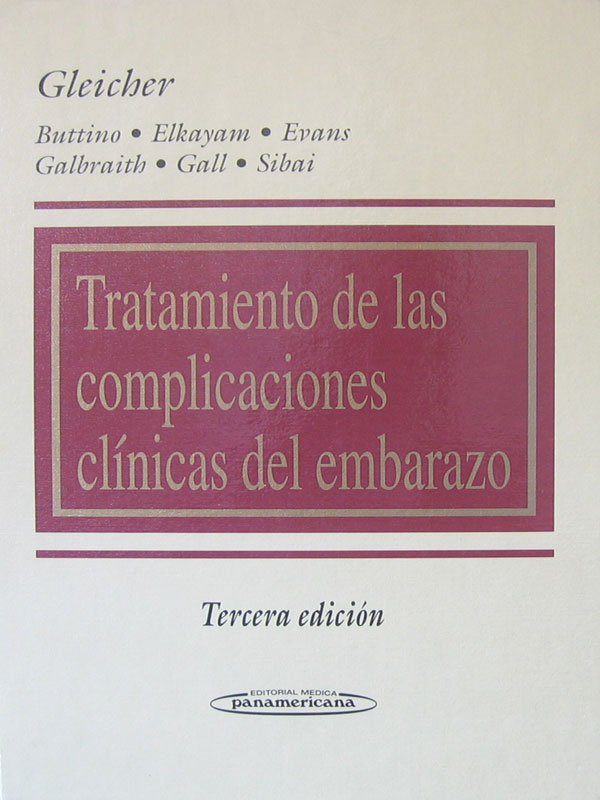 Gleicher
Buttino • Elkayam • Evans
Galbraith • Gall • Sibai
Tratamiento de las
complicaciones
clínicas del embarazo
Tercera edición
EDITORIAL MEDICA
panamericana